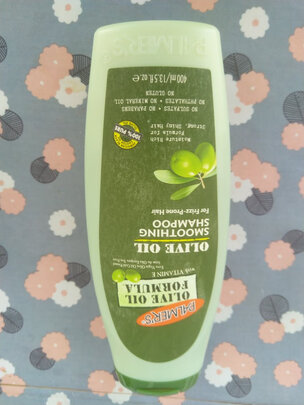 PALMER'S
OLIVE OIL
FORMULA
with VITAMIN E
OLIVE OIL
SMOOTHING
SHAMPOO
For Frizz-Prone Hair
100% PURE
Moisture Rich
Formula for
Strong, Shiny Hair
NO SULFATES • NO PARABENS
NO PHTHALATES • NO MINERAL OIL
NO GLUTEN
400ml/13.5 fl. oz. e
PALMER'S